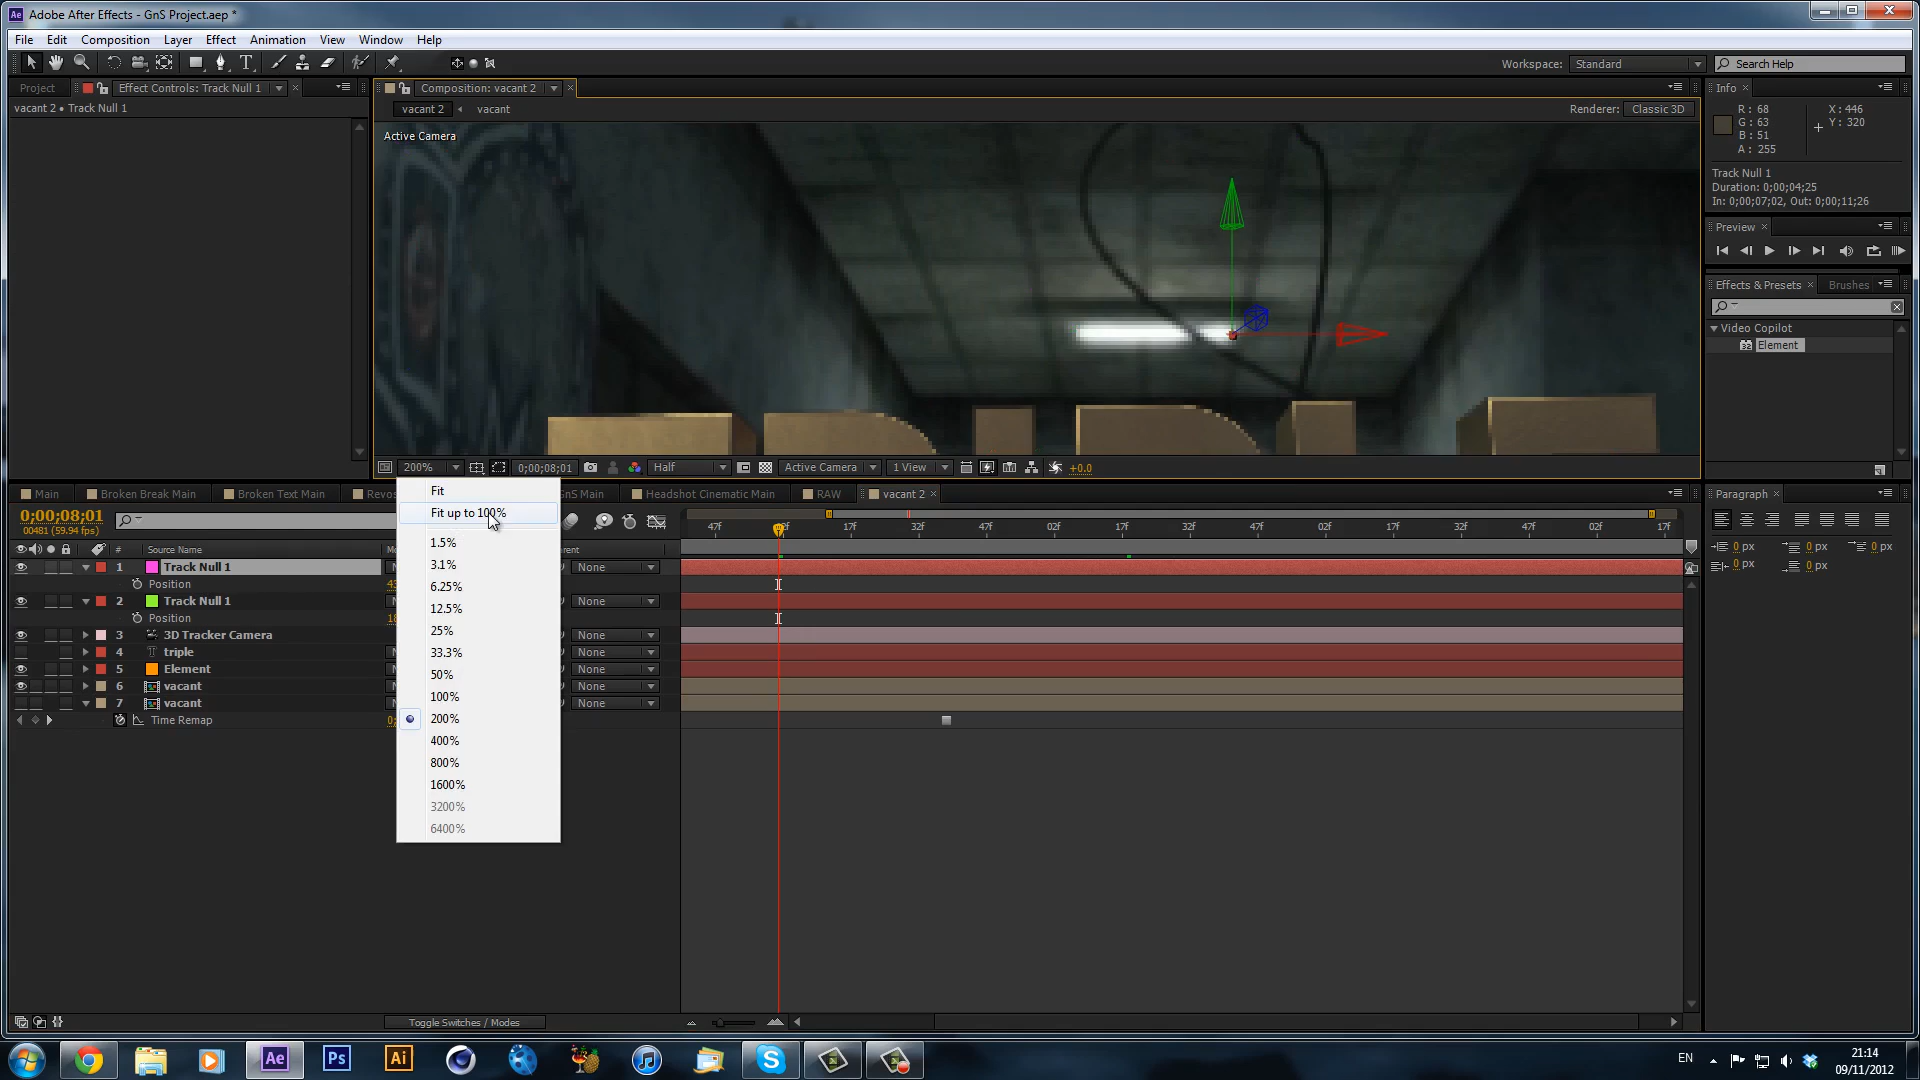 Adobe After Effects - GnS Project.aep *
File Edit Composition Layer Effect Animation View Window Help
Workspace: Standard Search Help
Project Effect Controls: Track Null 1 Composition: vacant 2 Info
vacant 2 • Track Null 1 vacant 2 vacant Renderer: Classic 3D
R: 68 X: 446
G: 63 Y: 320
B: 51
A: 255
Active Camera
Track Null 1
Duration: 0;00;04;25
In: 0;00;07;02, Out: 0;00;11;26
Preview
Effects & Presets Brushes
Video Copilot
32 Element
200% 0;00;08;01 Half Active Camera 1 View +0.0
Main Broken Break Main Broken Text Main Revos GnS Main Headshot Cinematic Main RAW vacant 2 Paragraph
0;00;08;01
00481 (59.94 fps)
47f 02f 17f 32f 47f 02f 17f 32f 47f 02f 17f 32f 47f 02f 17f
0 px 0 px 0 px
0 px 0 px
# Source Name Mo arent
1 Track Null 1 None
Position 43
2 Track Null 1 None
Position 18
3 3D Tracker Camera None
4 T triple None
5 Element None
6 vacant None
7 vacant None
Time Remap 0;
Fit
Fit up to 100%
1.5%
3.1%
6.25%
12.5%
25%
33.3%
50%
100%
200%
400%
800%
1600%
3200%
6400%
Toggle Switches / Modes
Ae Ps Ai S EN 21:14
09/11/2012